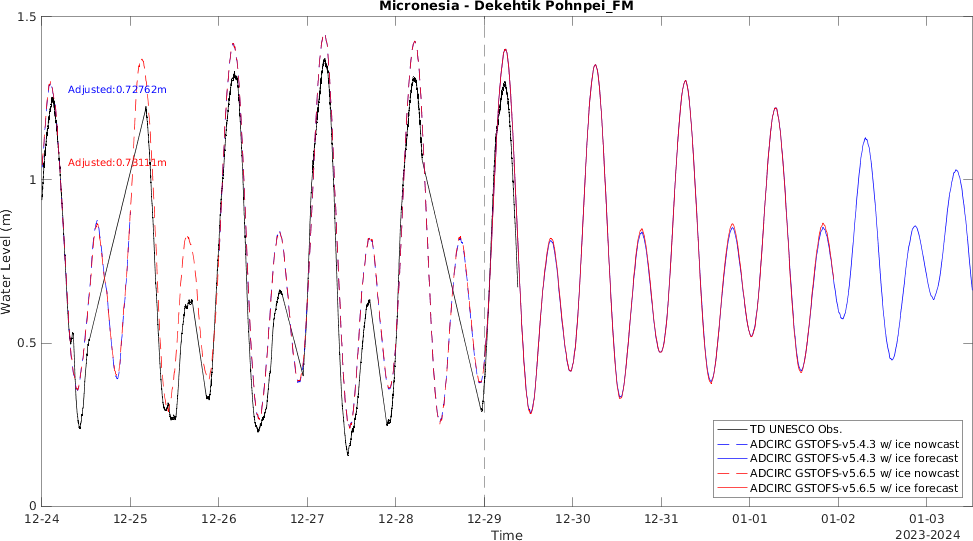 Micronesia - Dekehtik Pohnpei_FM
1.5
1
0.5
0
Water Level (m)
Adjusted:0.72762m
Adjusted:0.73111m
TD UNESCO Obs.
ADCIRC GSTOFS-v5.4.3 w/ ice nowcast
ADCIRC GSTOFS-v5.4.3 w/ ice forecast
ADCIRC GSTOFS-v5.6.5 w/ ice nowcast
ADCIRC GSTOFS-v5.6.5 w/ ice forecast
12-24 12-25 12-26 12-27 12-28 12-29 12-30 12-31 01-01 01-02 01-03
Time
2023-2024